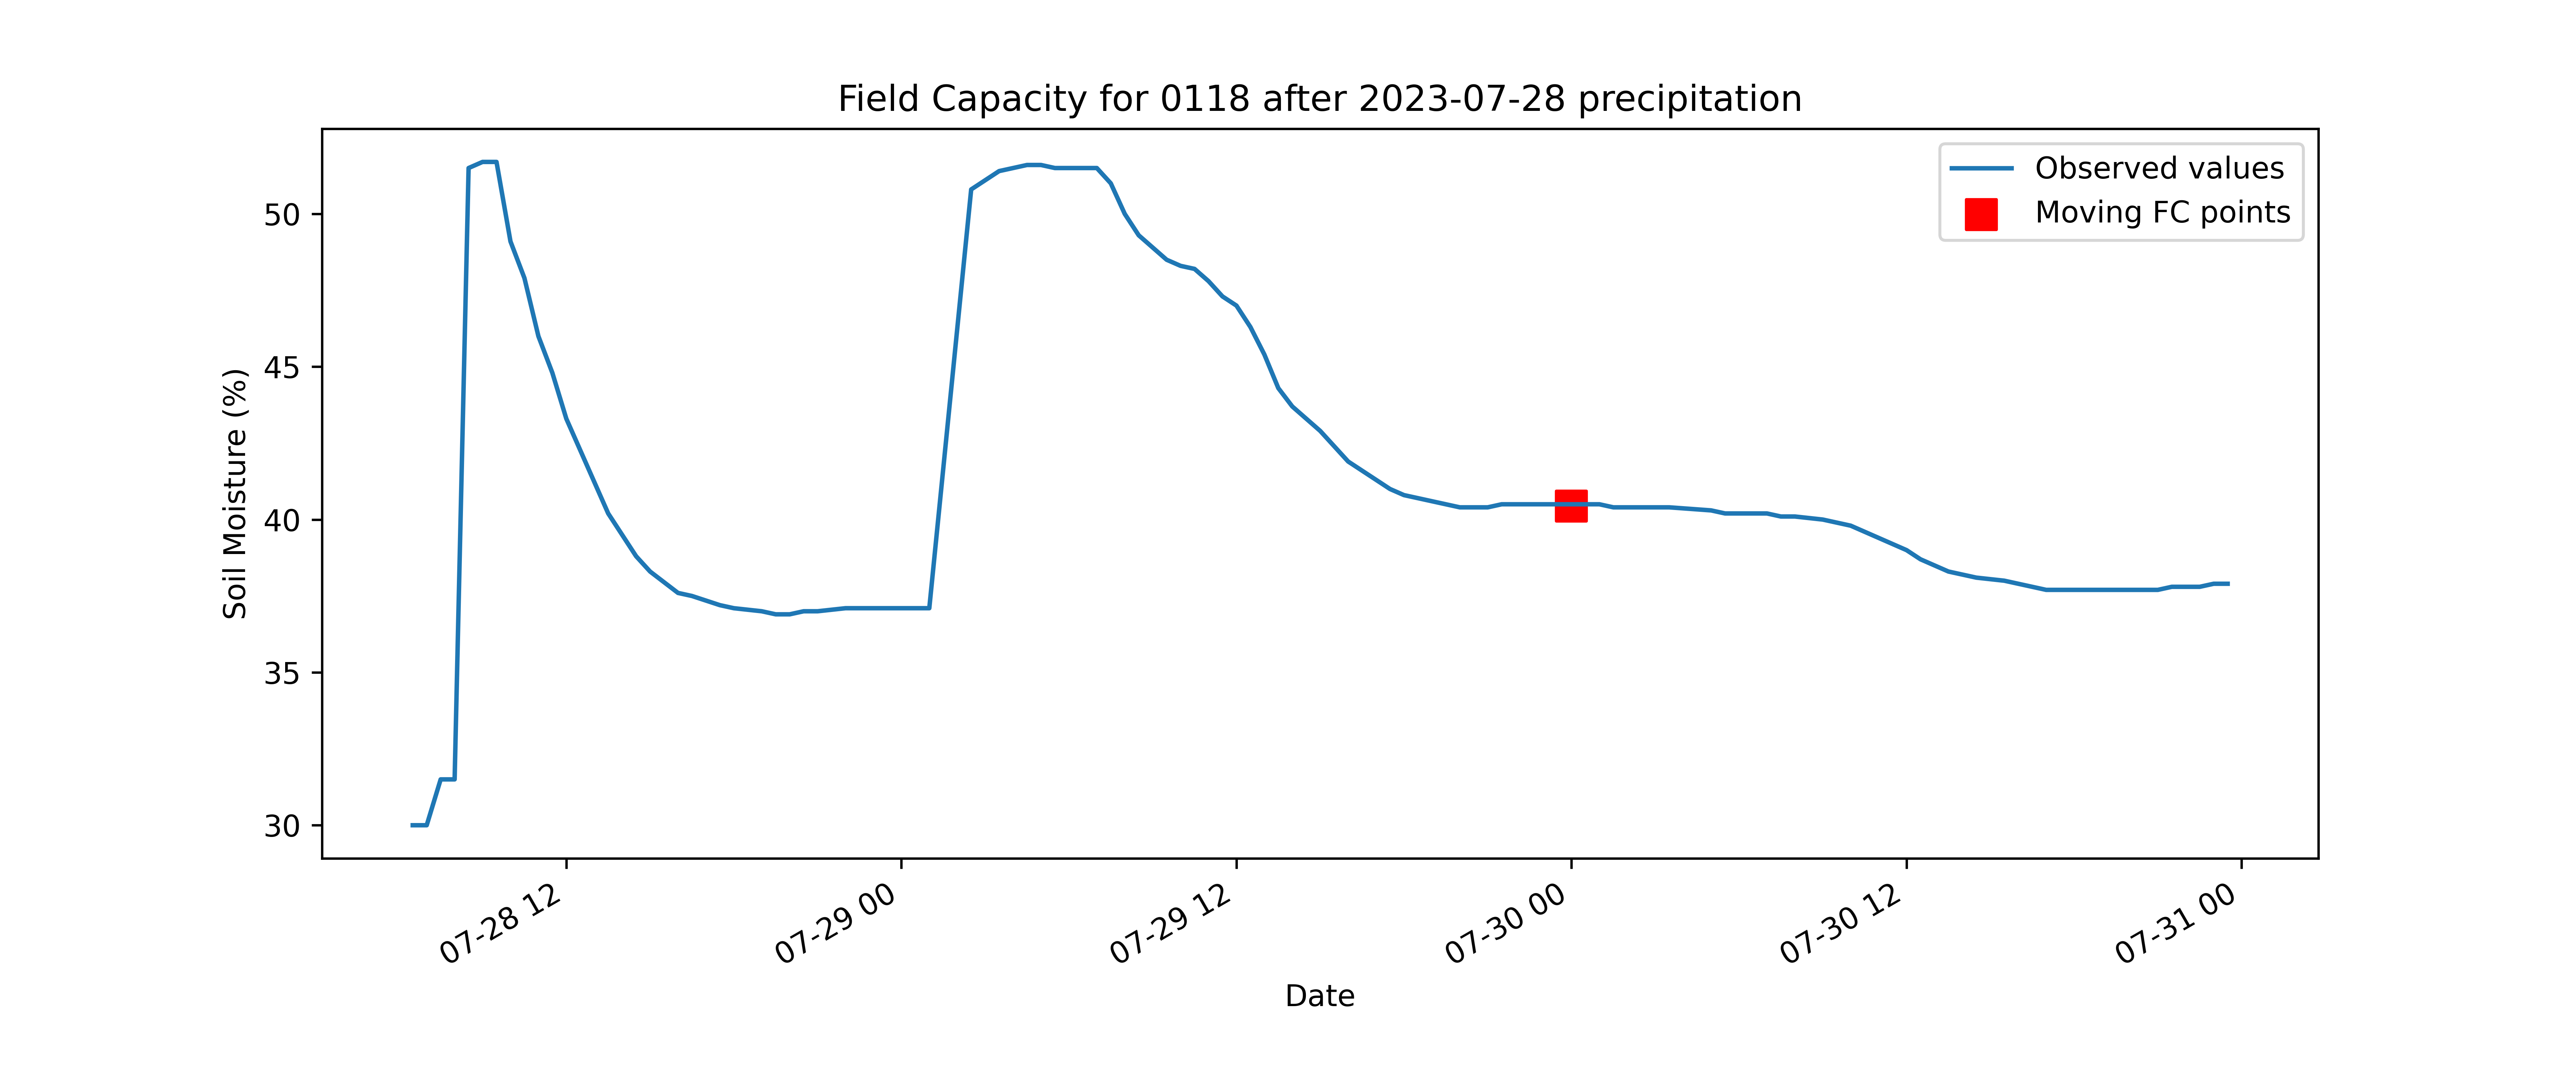 Field Capacity for 0118 after 2023-07-28 precipitation
Observed values
Moving FC points
Soil Moisture (%)
50
45
40
35
30
07-28 12
07-29 00
07-29 12
07-30 00
07-30 12
07-31 00
Date